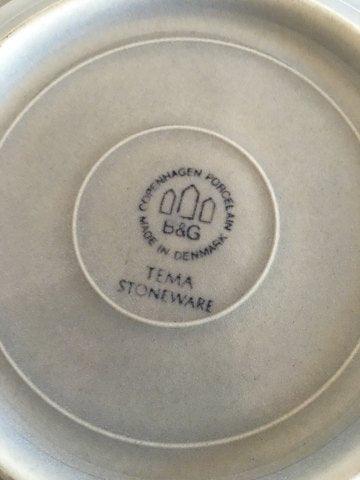 COPENHAGEN PORCELAIN
B&G
MADE IN DENMARK
TEMA
STONEWARE